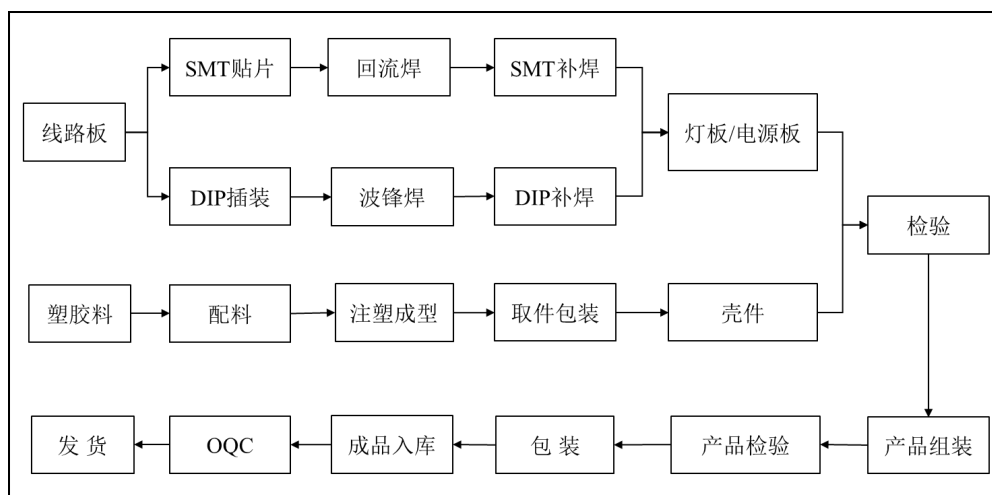 SMT贴片
回流焊
SMT补焊
线路板
灯板/电源板
DIP插装
波锋焊
DIP补焊
检验
塑胶料
配料
注塑成型
取件包装
壳件
发 货
OQC
成品入库
包 装
产品检验
产品组装